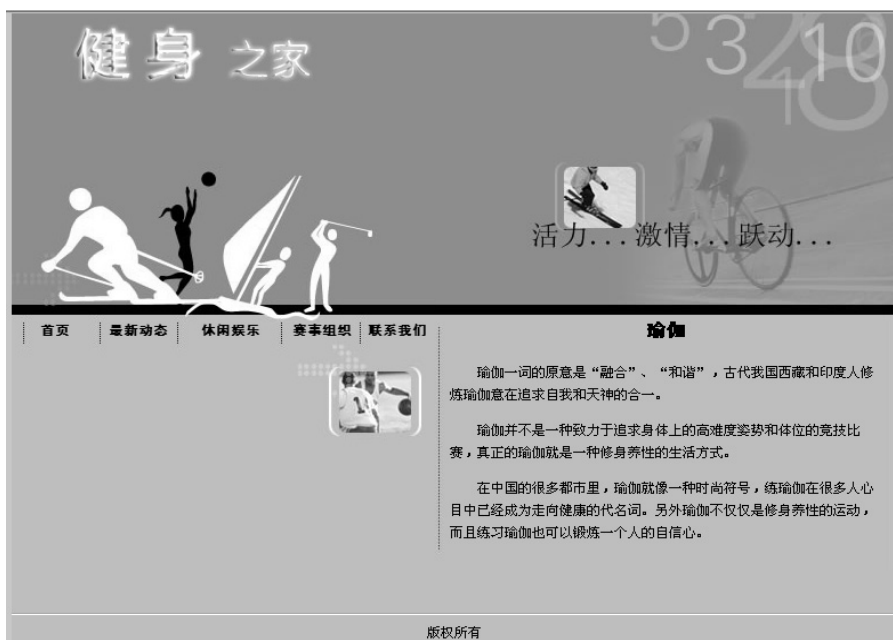 健身之家
5 3 2 8 10
1 8
活力...激情...跃动...
首页 最新动态 休闲娱乐 赛事组织 联系我们
瑜伽
瑜伽一词的原意是“融合”、“和谐”，古代我国西藏和印度人修
炼瑜伽意在追求自我和天神的合一。
瑜伽并不是一种致力于追求身体上的高难度姿势和体位的竞技比
赛，真正的瑜伽就是一种修身养性的生活方式。
在中国的很多都市里，瑜伽就像一种时尚符号，练瑜伽在很多人心
目中已经成为走向健康的代名词。另外瑜伽不仅仅是修身养性的运动，
而且练习瑜伽也可以锻炼一个人的自信心。
版权所有